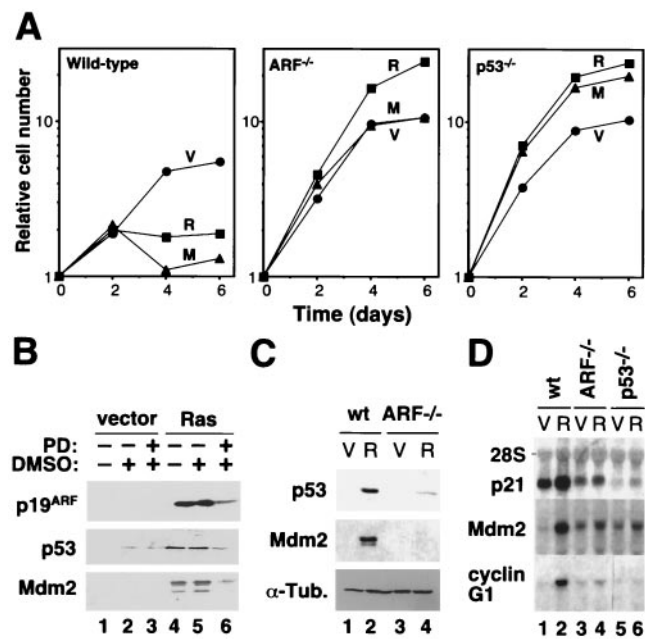 A
Relative cell number
Wild-type
V
R
M
10
1
0 2 4 6
ARF-/-
R
M
V
10
1
0 2 4 6
p53-/-
R
M
V
10
1
0 2 4 6
Time (days)
B
vector Ras
PD: – – + – – +
DMSO: – + + – + +
p19ARF
p53
Mdm2
1 2 3 4 5 6
C
wt ARF-/-
V R V R
p53
Mdm2
α-Tub.
1 2 3 4
D
wt ARF-/- p53-/-
V R V R V R
28S
p21
Mdm2
cyclin
G1
1 2 3 4 5 6